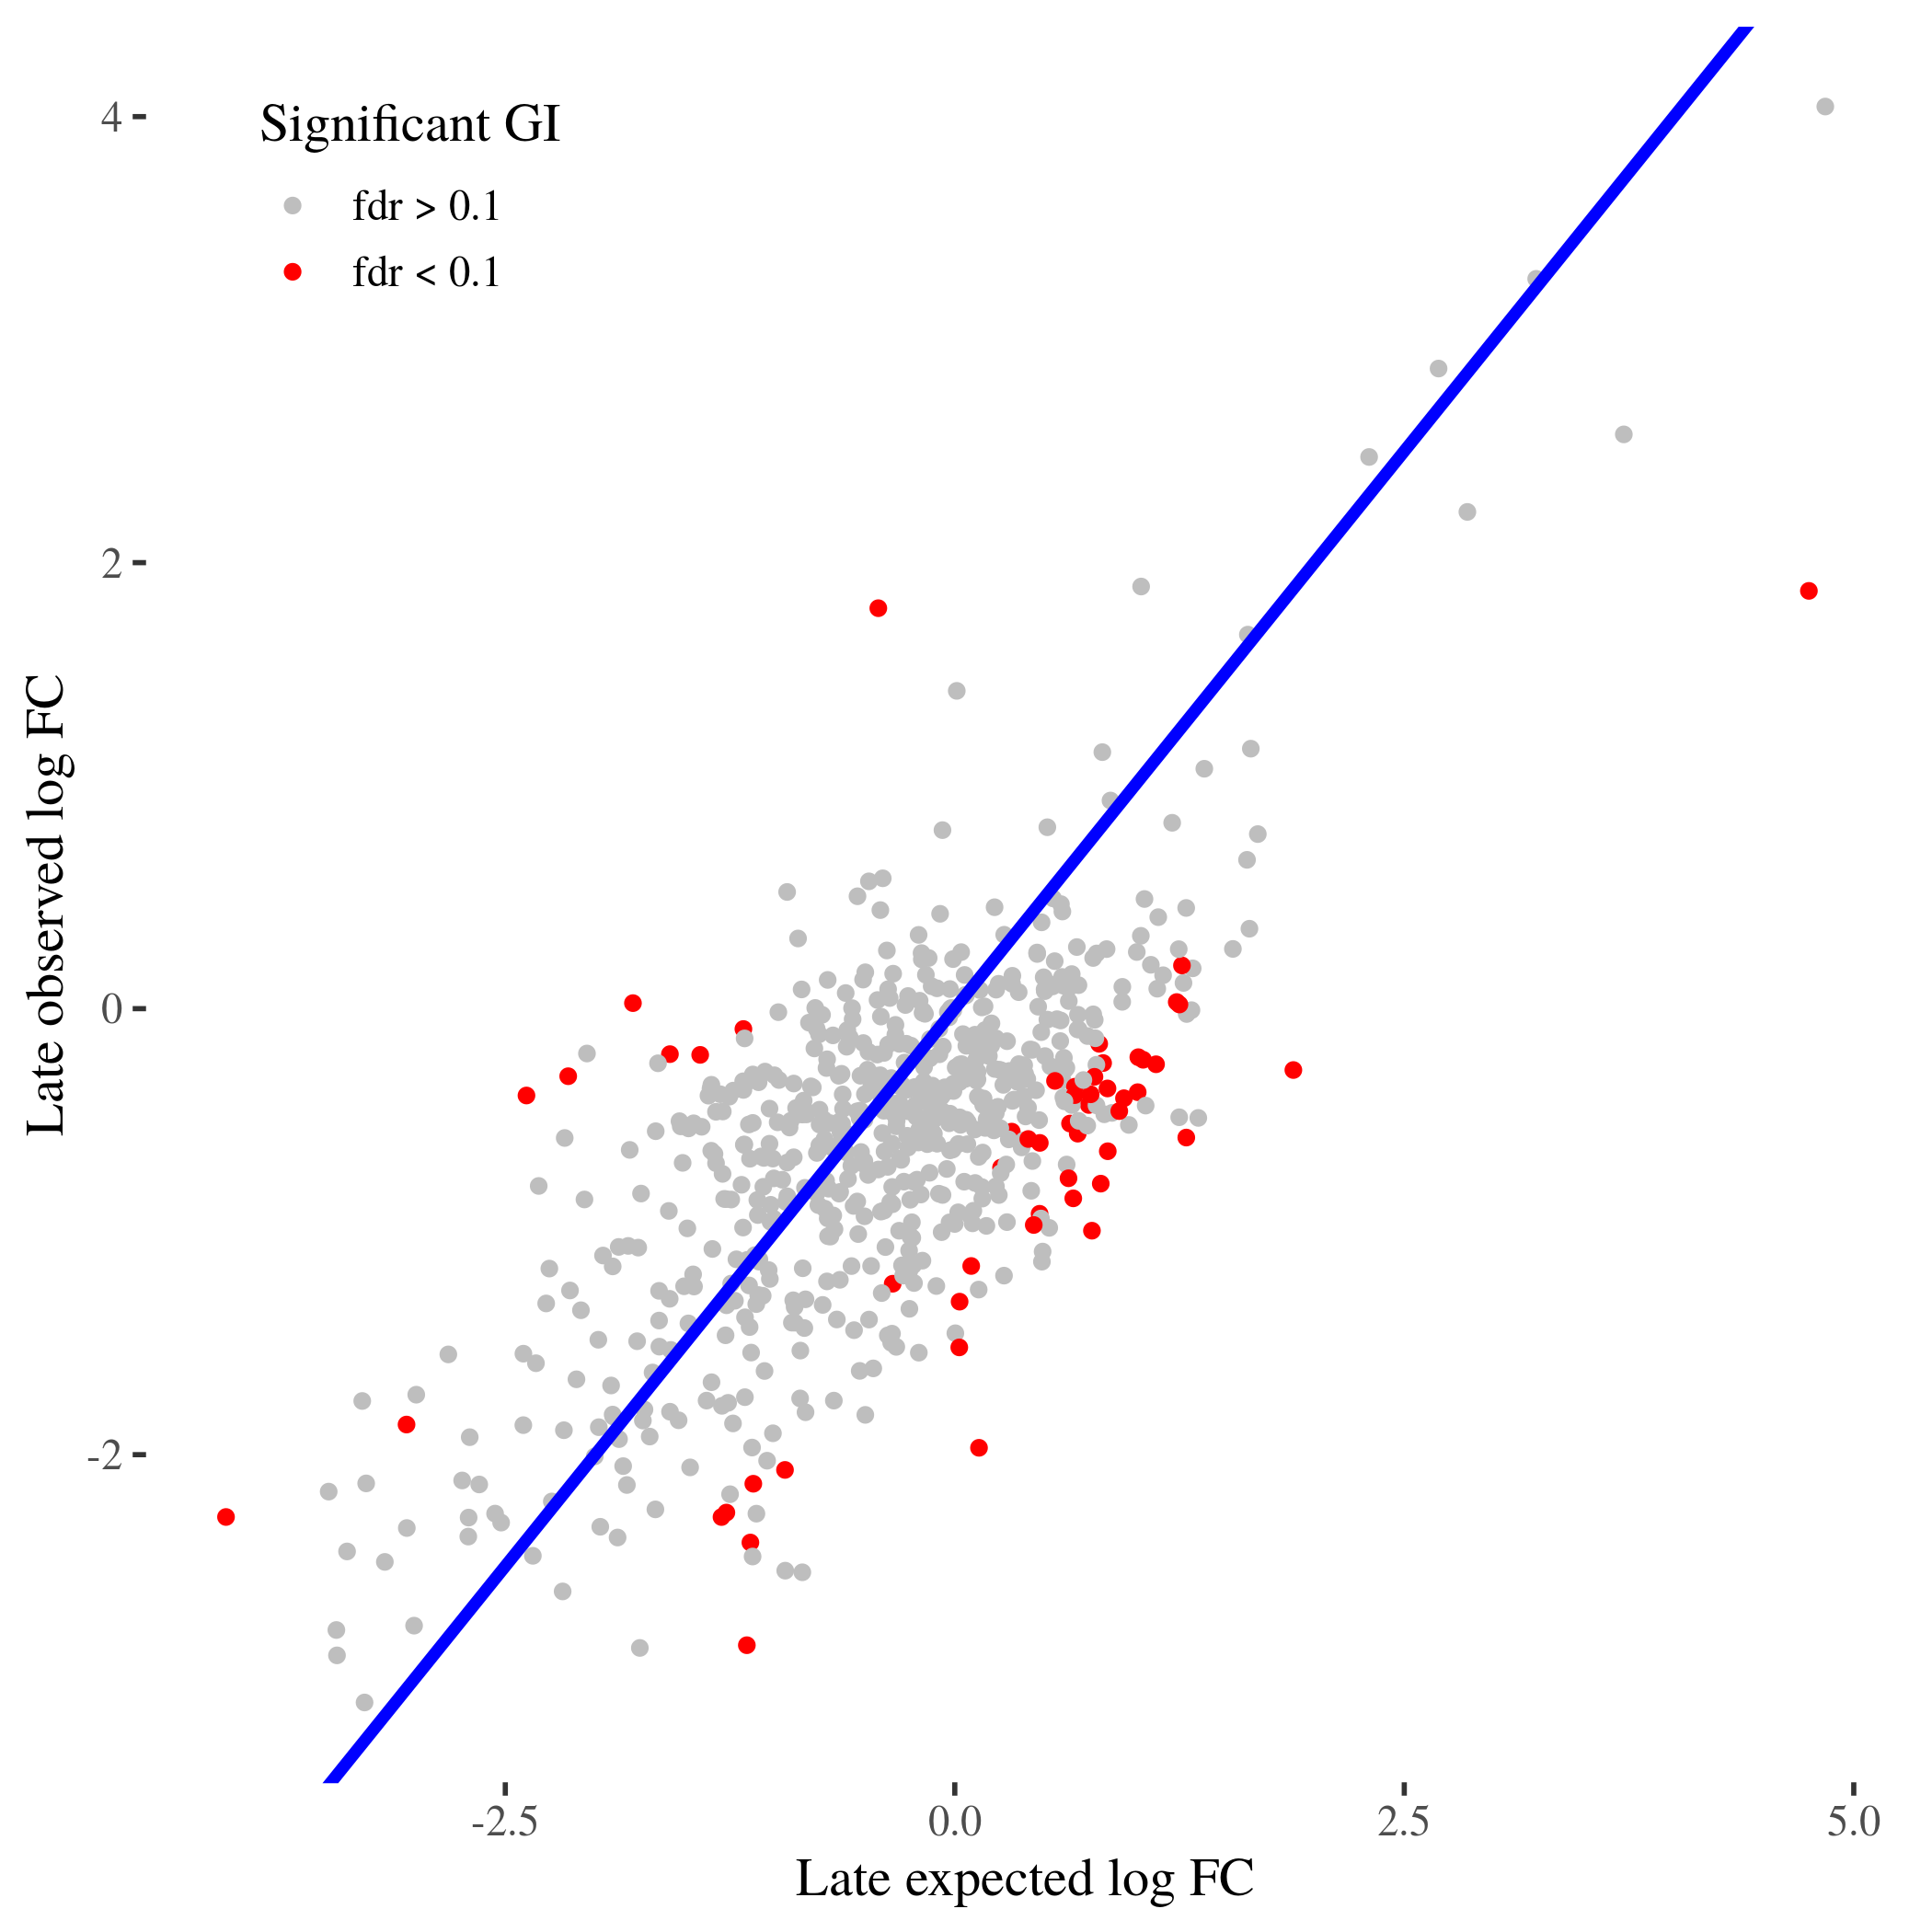 Significant GI
fdr > 0.1
fdr < 0.1
4
2
0
-2
Late observed log FC
-2.5
0.0
2.5
5.0
Late expected log FC